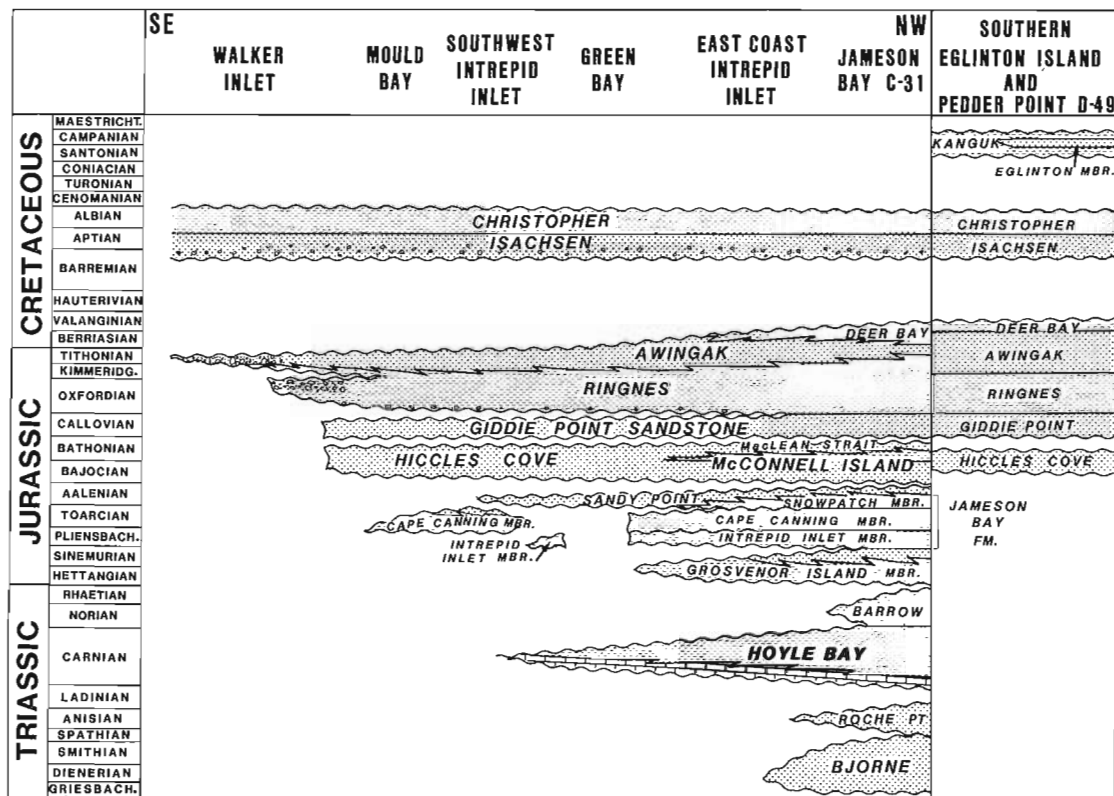 SE
NW
WALKER
INLET
MOULD
BAY
SOUTHWEST
INTREPID
INLET
GREEN
BAY
EAST COAST
INTREPID
INLET
JAMESON
BAY C-31
SOUTHERN
EGLINTON ISLAND
AND
PEDDER POINT D-49
CRETACEOUS
MAESTRICHT.
CAMPANIAN
SANTONIAN
CONIACIAN
TURONIAN
CENOMANIAN
ALBIAN
APTIAN
BARREMIAN
HAUTERIVIAN
VALANGINIAN
BERRIASIAN
JURASSIC
TITHONIAN
KIMMERIDG.
OXFORDIAN
CALLOVIAN
BATHONIAN
BAJOCIAN
AALENIAN
TOARCIAN
PLIENSBACH.
SINEMURIAN
HETTANGIAN
TRIASSIC
RHAETIAN
NORIAN
CARNIAN
LADINIAN
ANISIAN
SPATHIAN
SMITHIAN
DIENERIAN
GRIESBACH.
KANGUK
EGLINTON MBR.
CHRISTOPHER
CHRISTOPHER
ISACHSEN
ISACHSEN
DEER BAY
DEER BAY
AWINGAK
AWINGAK
RINGNES
RINGNES
GIDDIE POINT SANDSTONE
GIDDIE POINT
MacLEAN STRAIT
HICCLES COVE
McCONNELL ISLAND
HICCLES COVE
SANDY POINT
SNOWPATCH MBR.
CAPE CANNING MBR.
CAPE CANNING MBR.
INTREPID
INLET MBR.
INTREPID INLET MBR.
JAMESON
BAY
FM.
GROSVENOR ISLAND MBR.
BARROW
HOYLE BAY
ROCHE PT
BJORNE